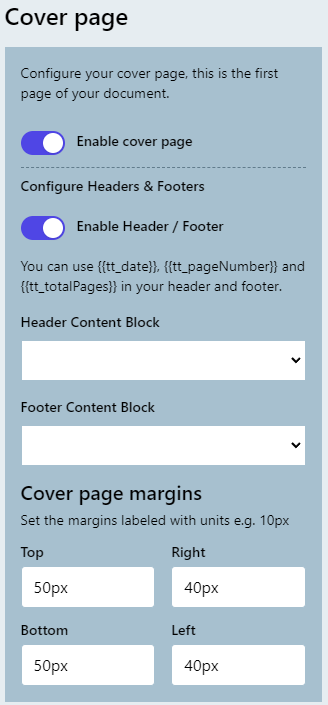 Cover page
Configure your cover page, this is the first
page of your document.
Enable cover page
Configure Headers & Footers
Enable Header / Footer
You can use {{tt_date}}, {{tt_pageNumber}} and
{{tt_totalPages}} in your header and footer.
Header Content Block
Footer Content Block
Cover page margins
Set the margins labeled with units e.g. 10px
Top Right
50px 40px
Bottom Left
50px 40px